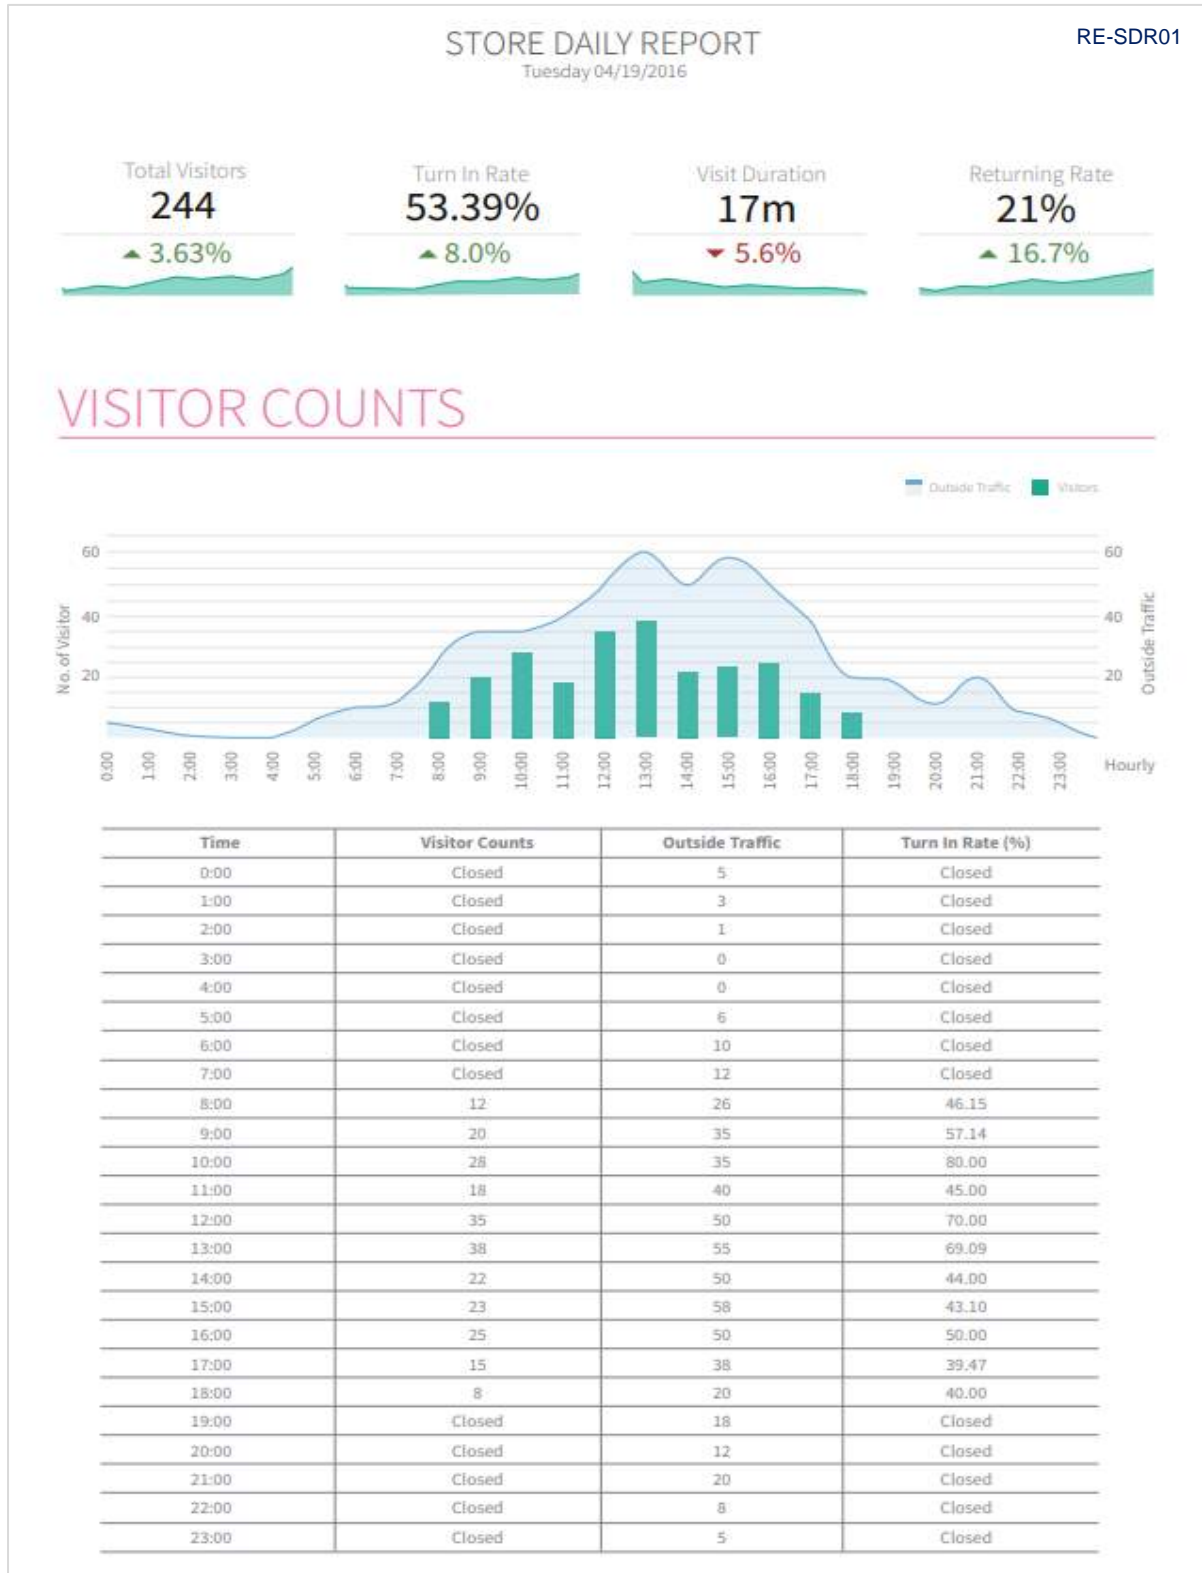 STORE DAILY REPORT
RE-SDR01
Tuesday 04/19/2016
Total Visitors
244
3.63%
Turn In Rate
53.39%
8.0%
Visit Duration
17m
5.6%
Returning Rate
21%
16.7%
VISITOR COUNTS
Outside Traffic Visitors
No. of Visitor
60
40
20
60
40
20
Outside Traffic
0:00 1:00 2:00 3:00 4:00 5:00 6:00 7:00 8:00 9:00 10:00 11:00 12:00 13:00 14:00 15:00 16:00 17:00 18:00 19:00 20:00 21:00 22:00 23:00 Hourly
Time Visitor Counts Outside Traffic Turn In Rate (%)
0:00 Closed 5 Closed
1:00 Closed 3 Closed
2:00 Closed 1 Closed
3:00 Closed 0 Closed
4:00 Closed 0 Closed
5:00 Closed 6 Closed
6:00 Closed 10 Closed
7:00 Closed 12 Closed
8:00 12 26 46.15
9:00 20 35 57.14
10:00 28 35 80.00
11:00 18 40 45.00
12:00 35 50 70.00
13:00 38 55 69.09
14:00 22 50 44.00
15:00 23 58 43.10
16:00 25 50 50.00
17:00 15 38 39.47
18:00 8 20 40.00
19:00 Closed 18 Closed
20:00 Closed 12 Closed
21:00 Closed 20 Closed
22:00 Closed 8 Closed
23:00 Closed 5 Closed